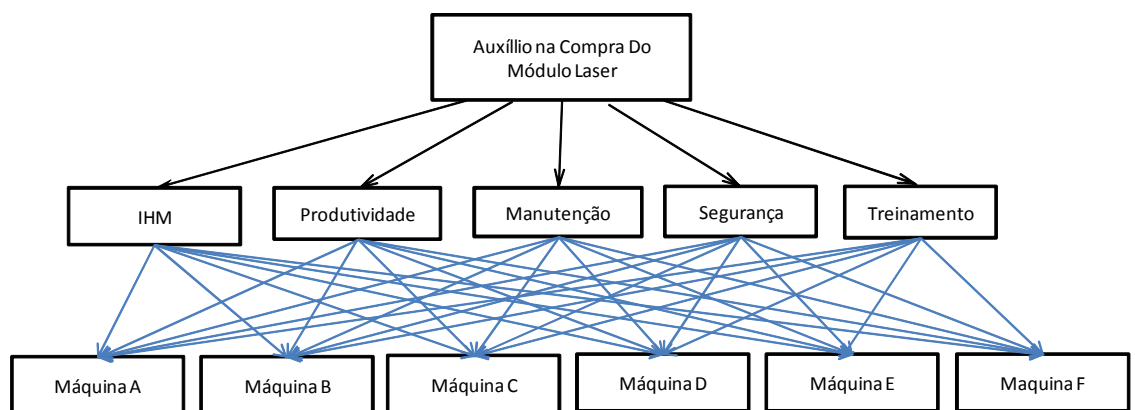 Auxíllio na Compra Do
Módulo Laser
IHM
Produtividade
Manutenção
Segurança
Treinamento
Máquina A
Máquina B
Máquina C
Máquina D
Máquina E
Maquina F